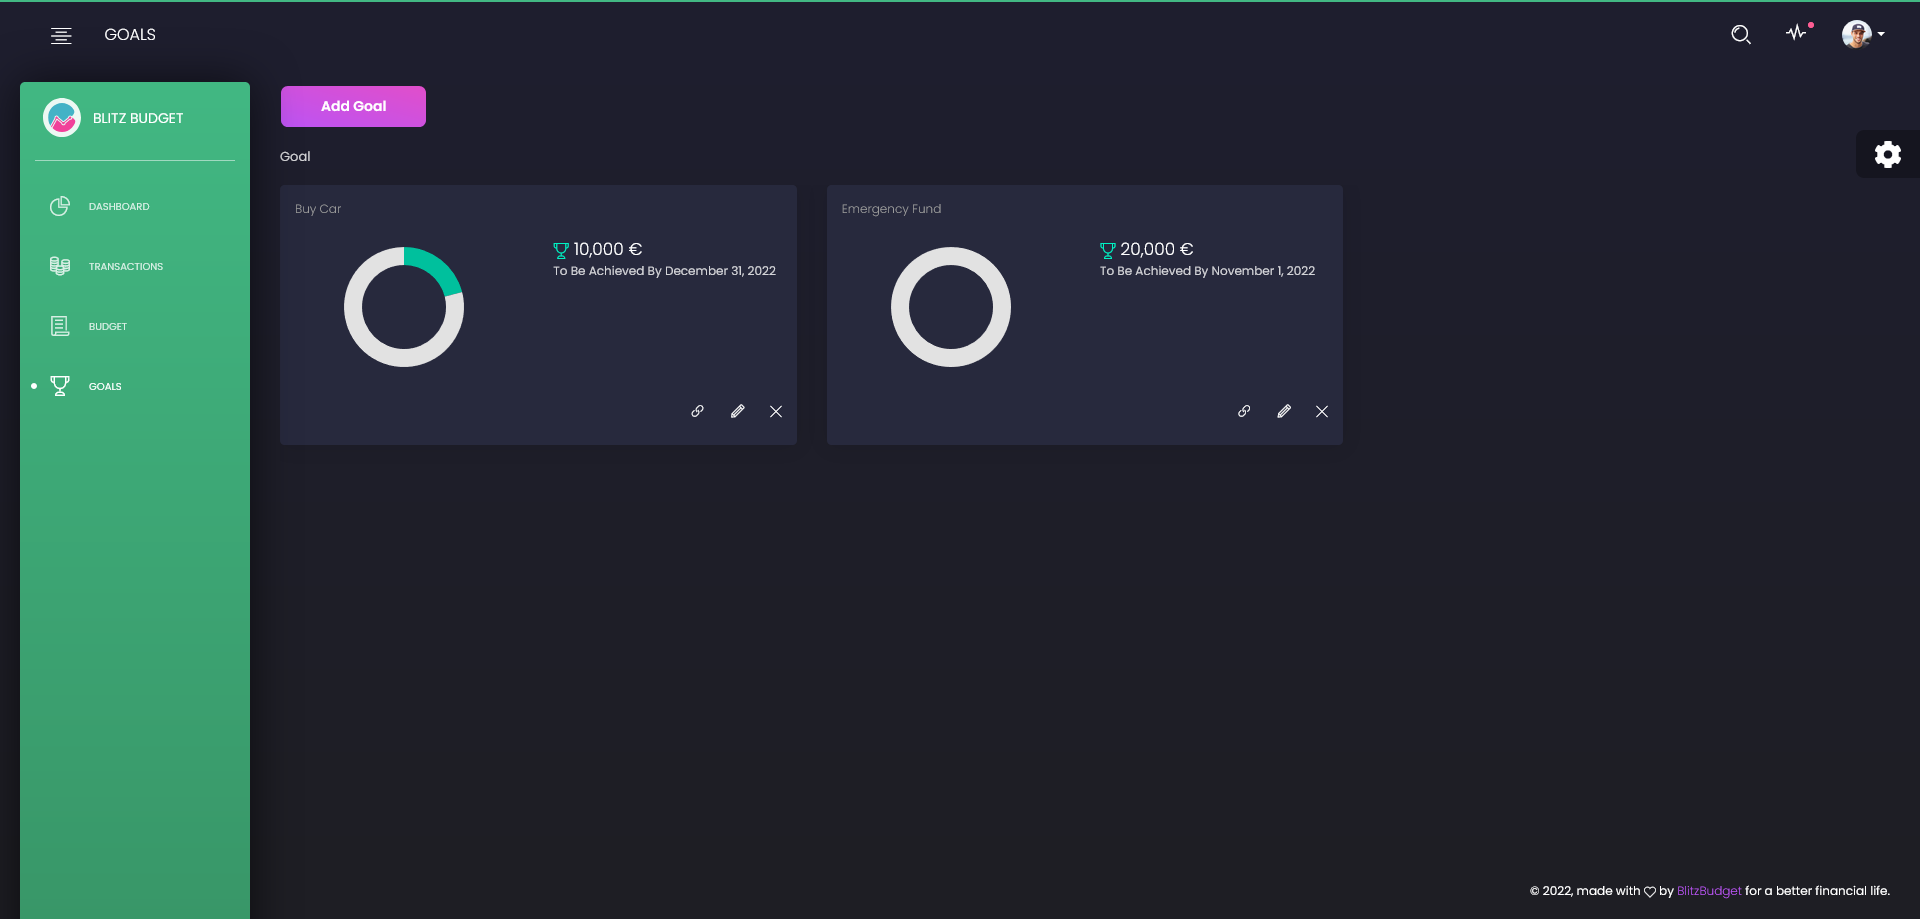 GOALS
BLITZ BUDGET
DASHBOARD
TRANSACTIONS
BUDGET
GOALS
Add Goal
Goal
Buy Car
10,000 €
To Be Achieved By December 31, 2022
Emergency Fund
20,000 €
To Be Achieved By November 1, 2022
© 2022, made with ♡ by BlitzBudget for a better financial life.